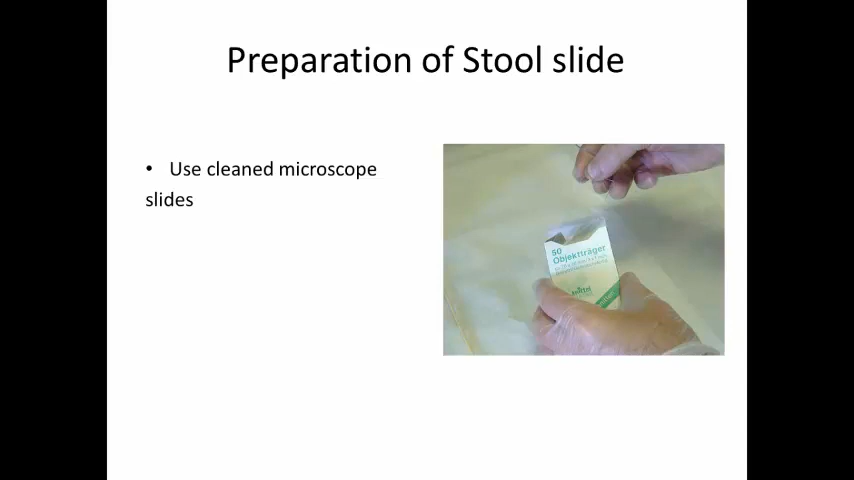 Preparation of Stool slide
• Use cleaned microscope
slides
50
Objektträger